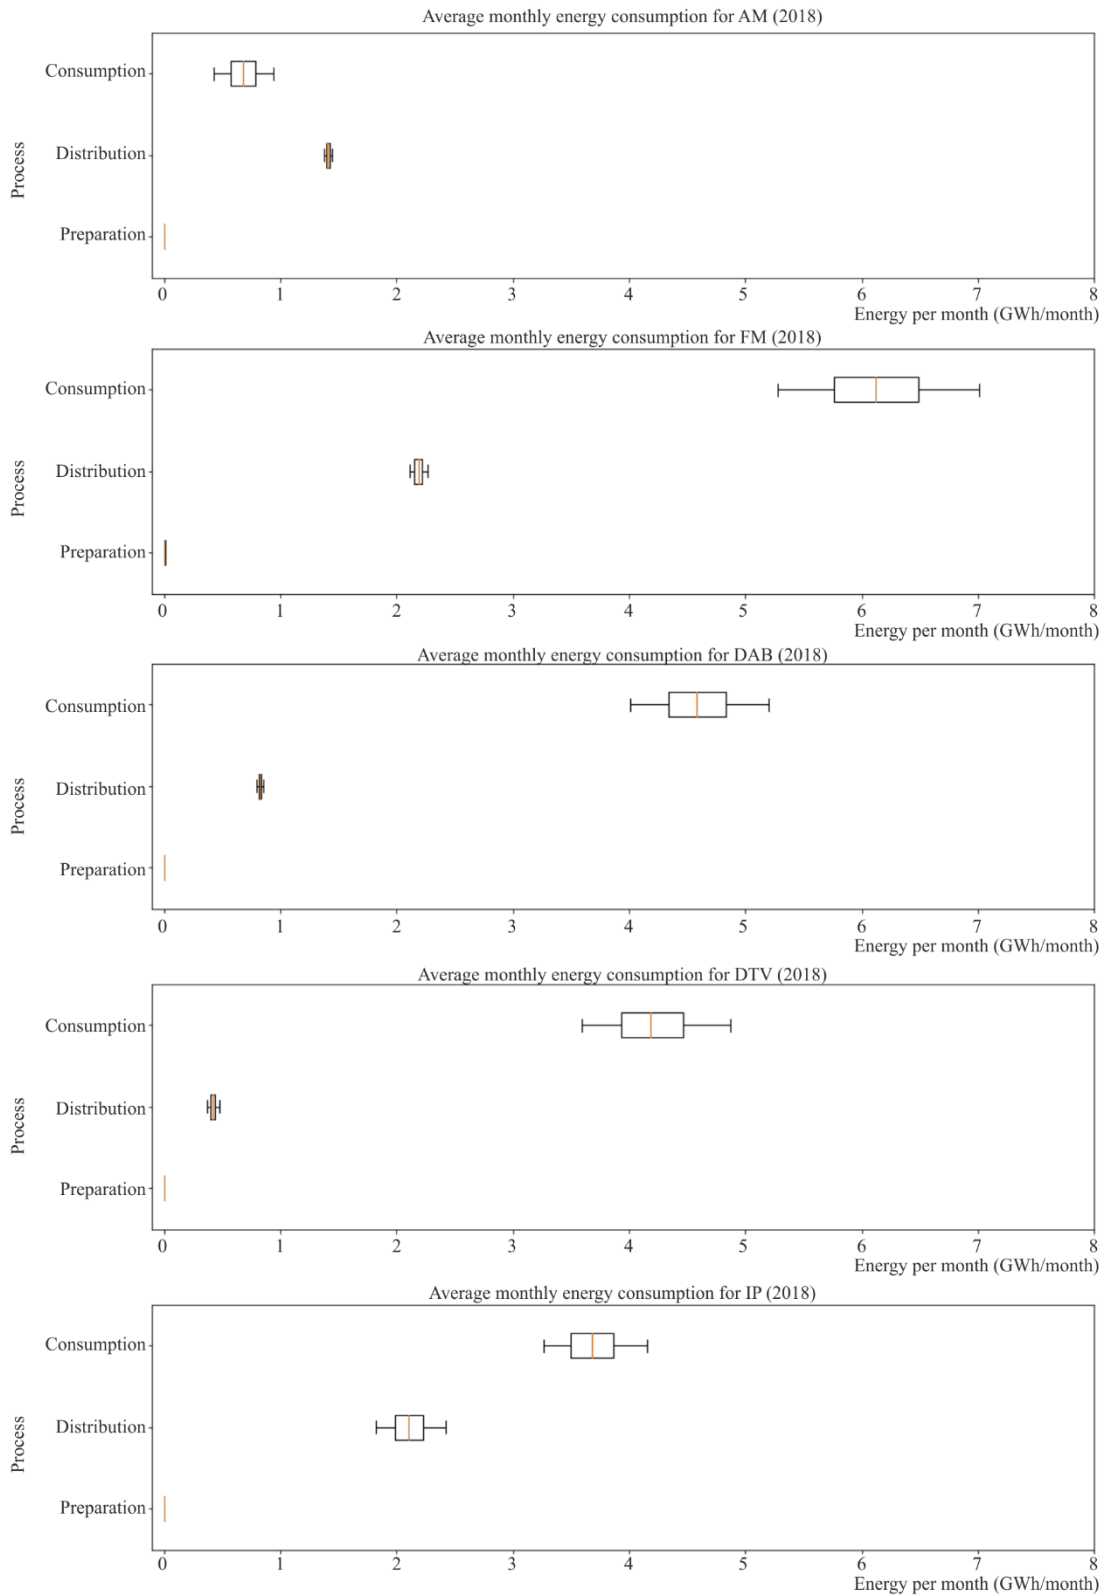 Average monthly energy consumption for AM (2018)
Consumption
Distribution
Preparation
Process
0 1 2 3 4 5 6 7 8
Energy per month (GWh/month)
Average monthly energy consumption for FM (2018)
Consumption
Distribution
Preparation
Process
0 1 2 3 4 5 6 7 8
Energy per month (GWh/month)
Average monthly energy consumption for DAB (2018)
Consumption
Distribution
Preparation
Process
0 1 2 3 4 5 6 7 8
Energy per month (GWh/month)
Average monthly energy consumption for DTV (2018)
Consumption
Distribution
Preparation
Process
0 1 2 3 4 5 6 7 8
Energy per month (GWh/month)
Average monthly energy consumption for IP (2018)
Consumption
Distribution
Preparation
Process
0 1 2 3 4 5 6 7 8
Energy per month (GWh/month)